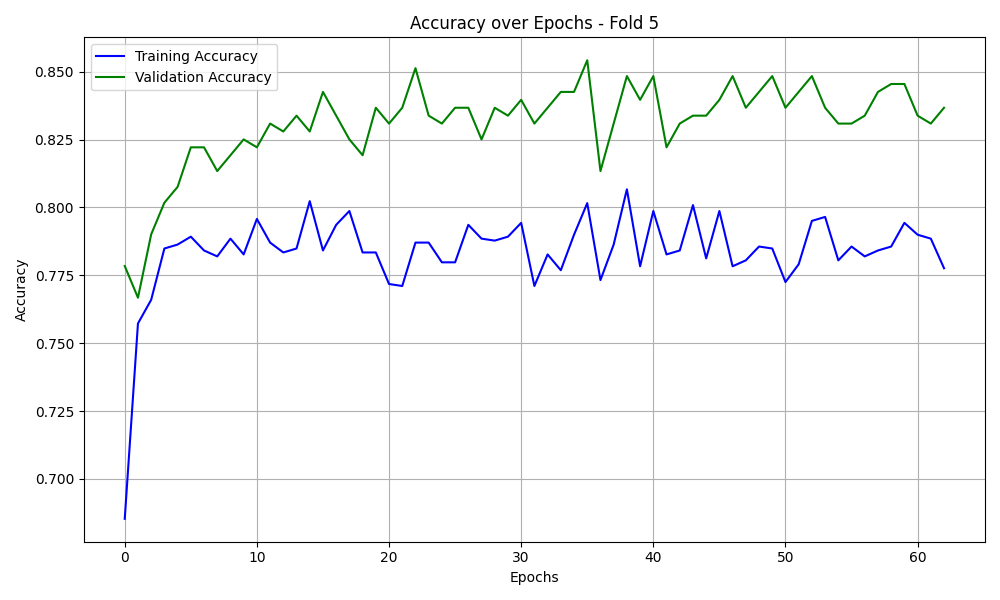 Accuracy over Epochs - Fold 5
Training Accuracy
Validation Accuracy
0.850
0.825
0.800
0.775
0.750
0.725
0.700
Accuracy
0 10 20 30 40 50 60
Epochs